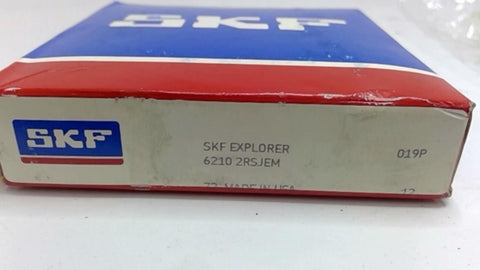 SKF
SKF
SKF EXPLORER
019P
6210 2RSJEM
MADE IN USA